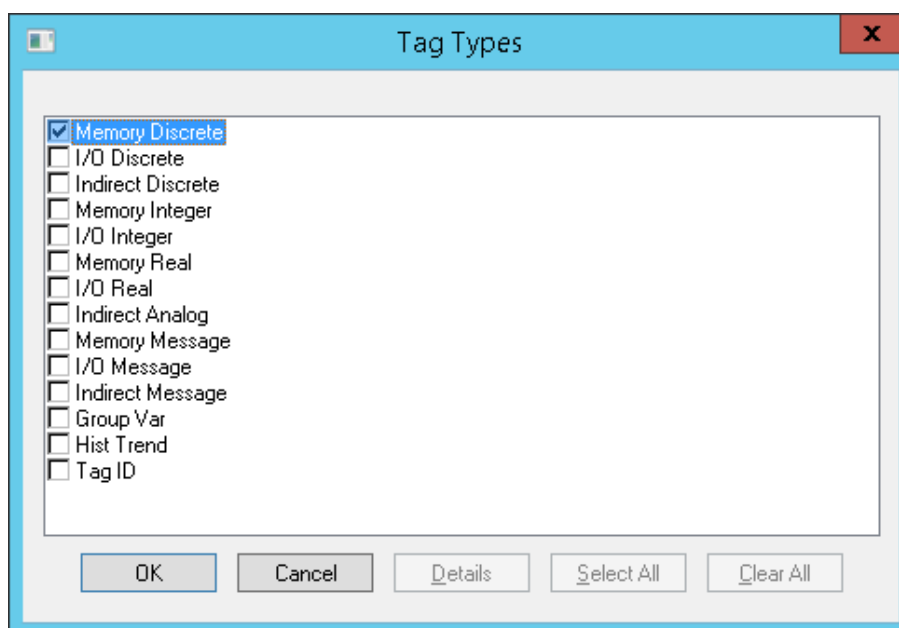 Tag Types
x
Memory Discrete
I/O Discrete
Indirect Discrete
Memory Integer
I/O Integer
Memory Real
I/O Real
Indirect Analog
Memory Message
I/O Message
Indirect Message
Group Var
Hist Trend
Tag ID
OK Cancel Details Select All Clear All